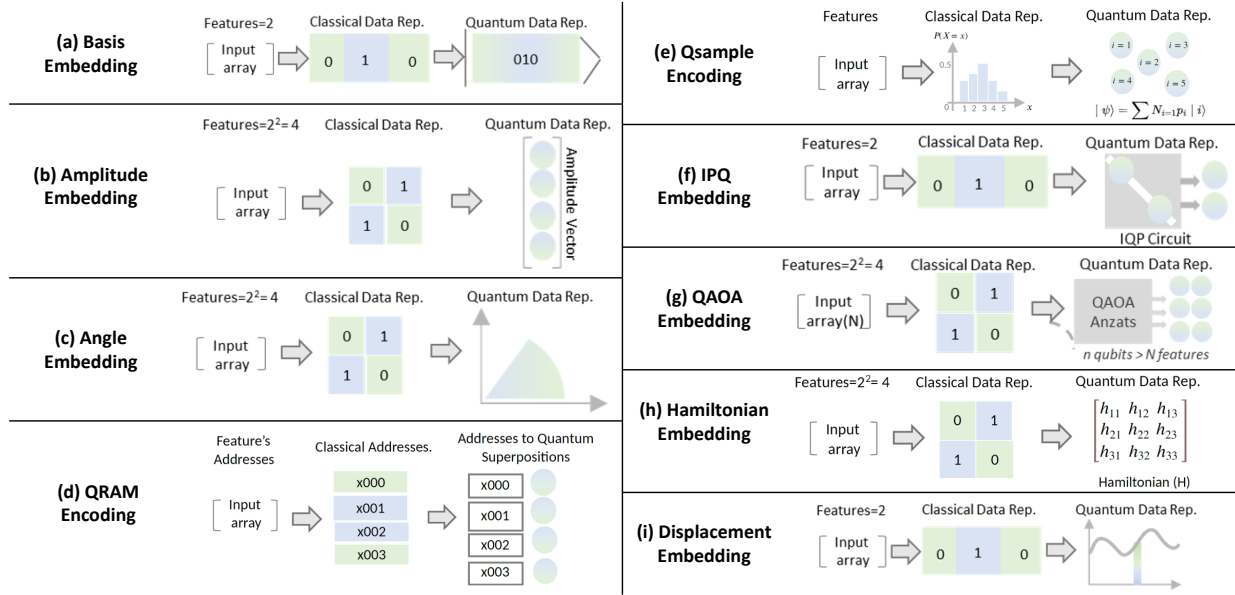 (a) Basis
Embedding
Features=2
Input
array
Classical Data Rep.
0 1 0
Quantum Data Rep.
010
(b) Amplitude
Embedding
Features=2²= 4
Input
array
Classical Data Rep.
0 1
1 0
Quantum Data Rep.
Amplitude Vector
(c) Angle
Embedding
Features=2²= 4
Input
array
Classical Data Rep.
0 1
1 0
Quantum Data Rep.
(d) QRAM
Encoding
Feature's
Addresses
Input
array
Classical Addresses.
x000
x001
x002
x003
Addresses to Quantum
Superpositions
x000
x001
x002
x003
(e) Qsample
Encoding
Features
Input
array
Classical Data Rep.
P(X = x)
0.5
0
0 1 2 3 4 5 x
Quantum Data Rep.
i = 1 i = 3
i = 2
i = 4 i = 5
| ψ⟩ = ∑ N_{i=1} p_i | i⟩
(f) IPQ
Embedding
Features=2
Input
array
Classical Data Rep.
0 1 0
Quantum Data Rep.
IQP Circuit
(g) QAOA
Embedding
Features=2²= 4
Input
array(N)
Classical Data Rep.
0 1
1 0
Quantum Data Rep.
QAOA
Anzats
n qubits > N features
(h) Hamiltonian
Embedding
Features=2²= 4
Input
array
Classical Data Rep.
0 1
1 0
Quantum Data Rep.
h₁₁ h₁₂ h₁₃
h₂₁ h₂₂ h₂₃
h₃₁ h₃₂ h₃₃
Hamiltonian (H)
(i) Displacement
Embedding
Features=2
Input
array
Classical Data Rep.
0 1 0
Quantum Data Rep.